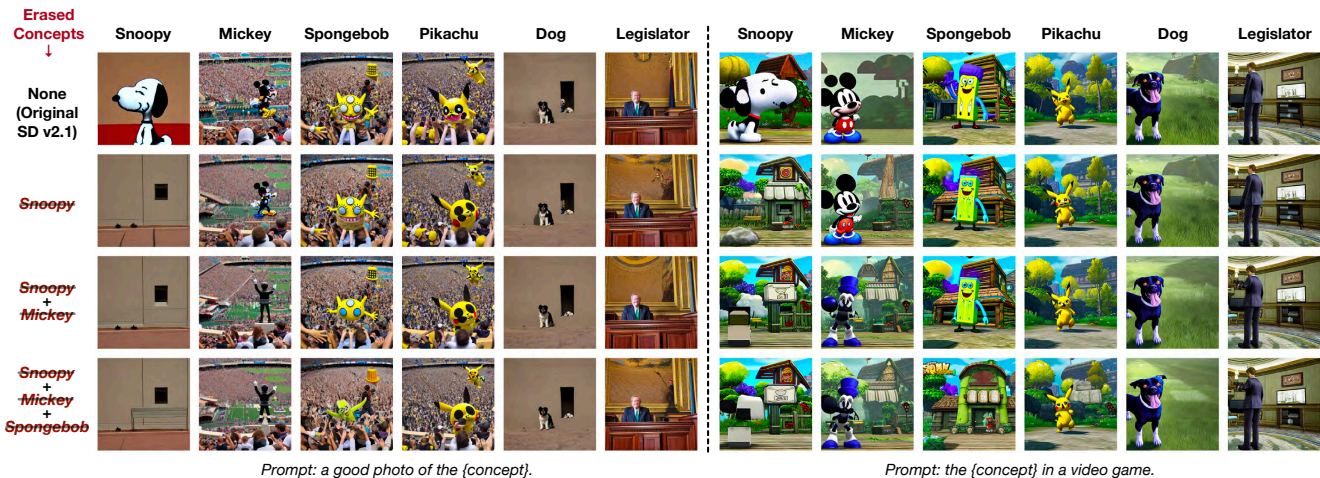 Erased
Concepts
↓
Snoopy Mickey Spongebob Pikachu Dog Legislator Snoopy Mickey Spongebob Pikachu Dog Legislator
None
(Original
SD v2.1)
Snoopy
Snoopy
+
Mickey
Snoopy
+
Mickey
+
Spongebob
Prompt: a good photo of the {concept}.
Prompt: the {concept} in a video game.